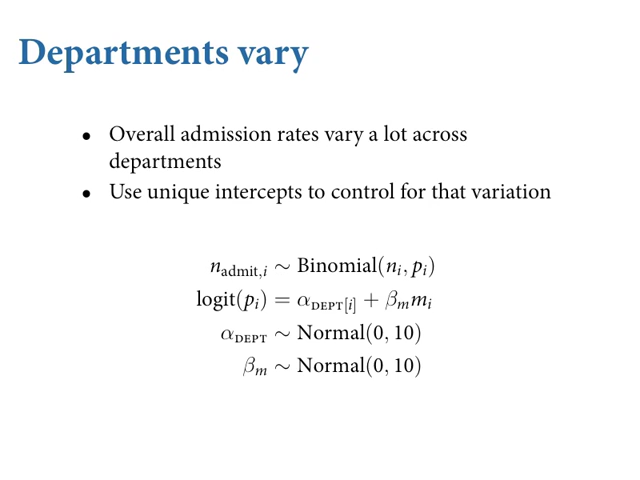 Departments vary
• Overall admission rates vary a lot across
departments
• Use unique intercepts to control for that variation
n_admit,i ∼ Binomial(n_i, p_i)
logit(p_i) = α_DEPT[i] + β_m m_i
α_DEPT ∼ Normal(0, 10)
β_m ∼ Normal(0, 10)